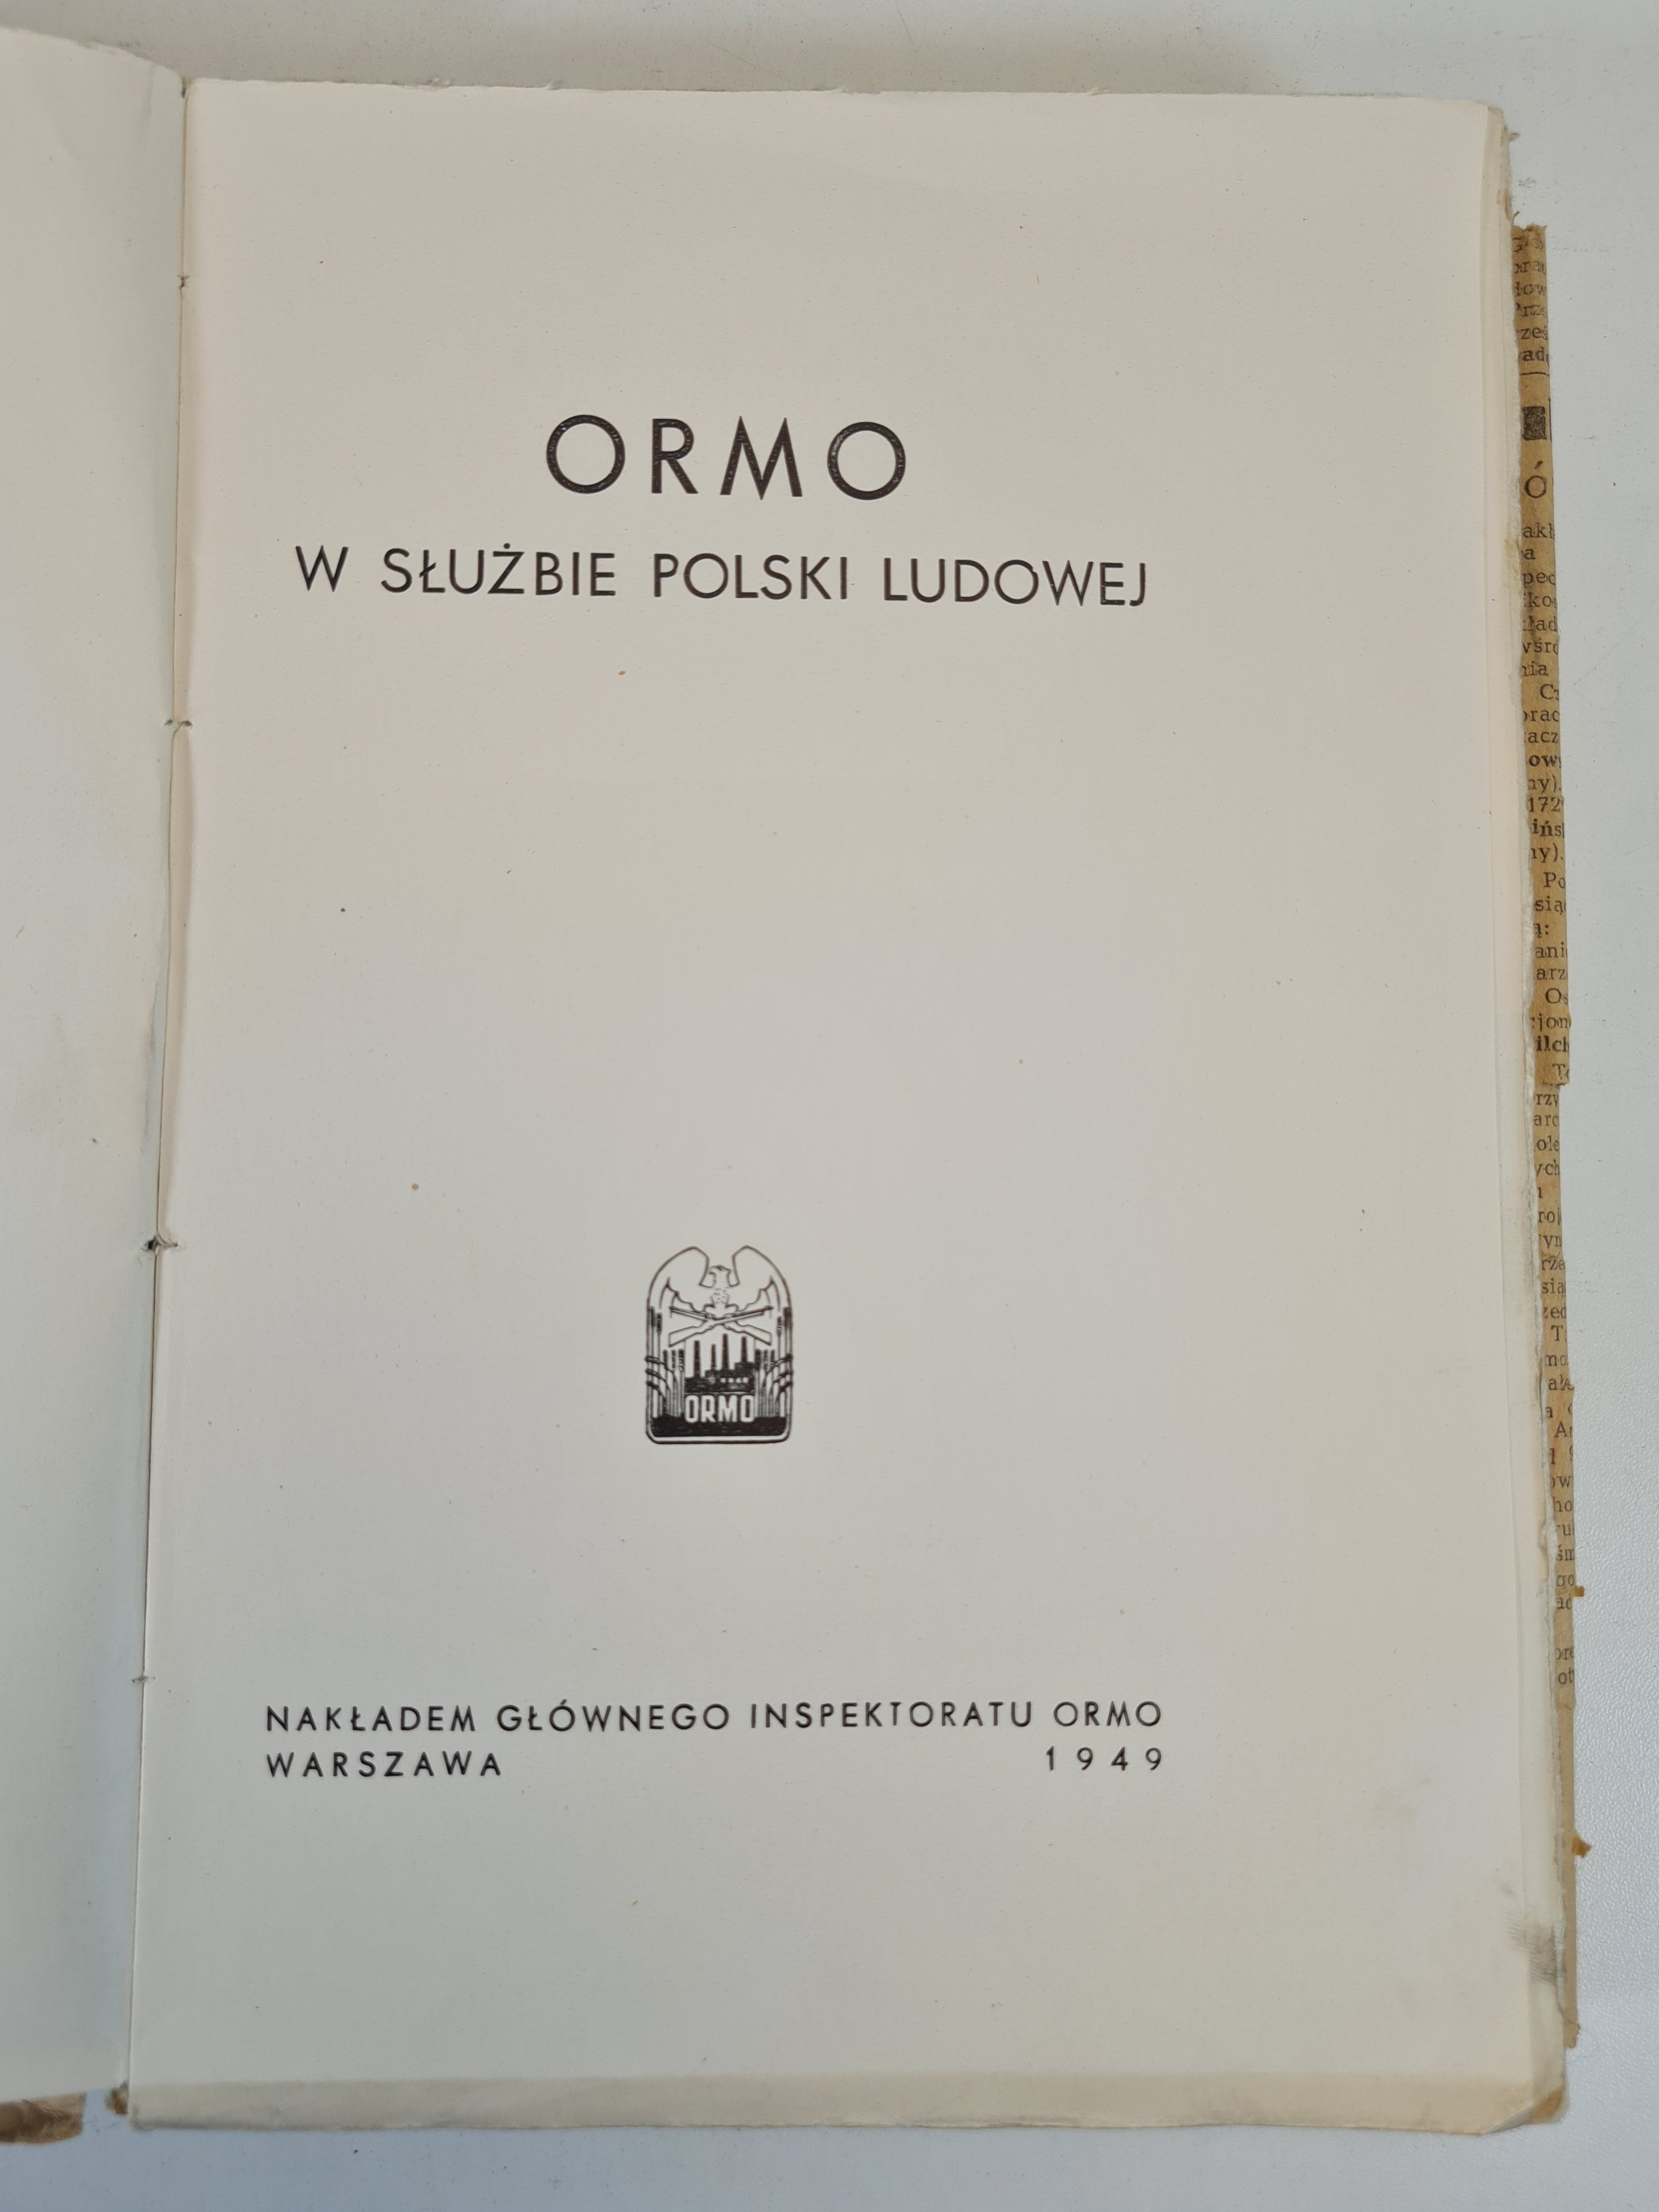 ORMO
W SŁUŻBIE POLSKI LUDOWEJ
ORMO
NAKŁADEM GŁÓWNEGO INSPEKTORATU ORMO
WARSZAWA 1949